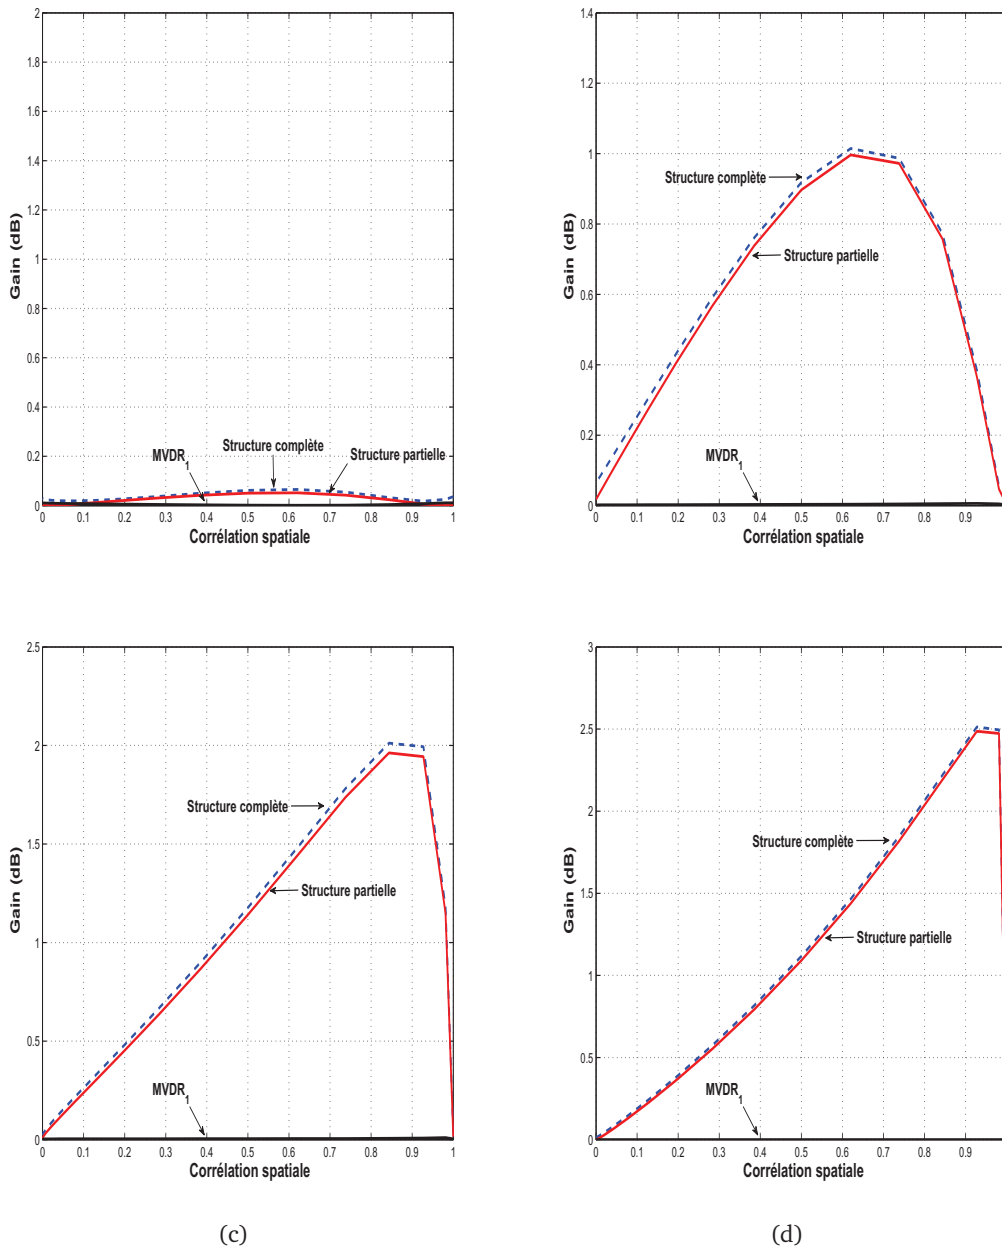 2
1.8
1.6
1.4
1.2
1
0.8
0.6
0.4
0.2
0
Gain (dB)
MVDR1
Structure complète
Structure partielle
0 0.1 0.2 0.3 0.4 0.5 0.6 0.7 0.8 0.9 1
Corrélation spatiale
1.4
1.2
1
0.8
0.6
0.4
0.2
0
Gain (dB)
Structure complète
Structure partielle
MVDR1
0 0.1 0.2 0.3 0.4 0.5 0.6 0.7 0.8 0.9
Corrélation spatiale
2.5
2
1.5
1
0.5
0
Gain (dB)
Structure complète
Structure partielle
MVDR1
0 0.1 0.2 0.3 0.4 0.5 0.6 0.7 0.8 0.9 1
Corrélation spatiale
(c)
3
2.5
2
1.5
1
0.5
0
Gain (dB)
Structure complète
Structure partielle
MVDR1
0 0.1 0.2 0.3 0.4 0.5 0.6 0.7 0.8 0.9
Corrélation spatiale
(d)